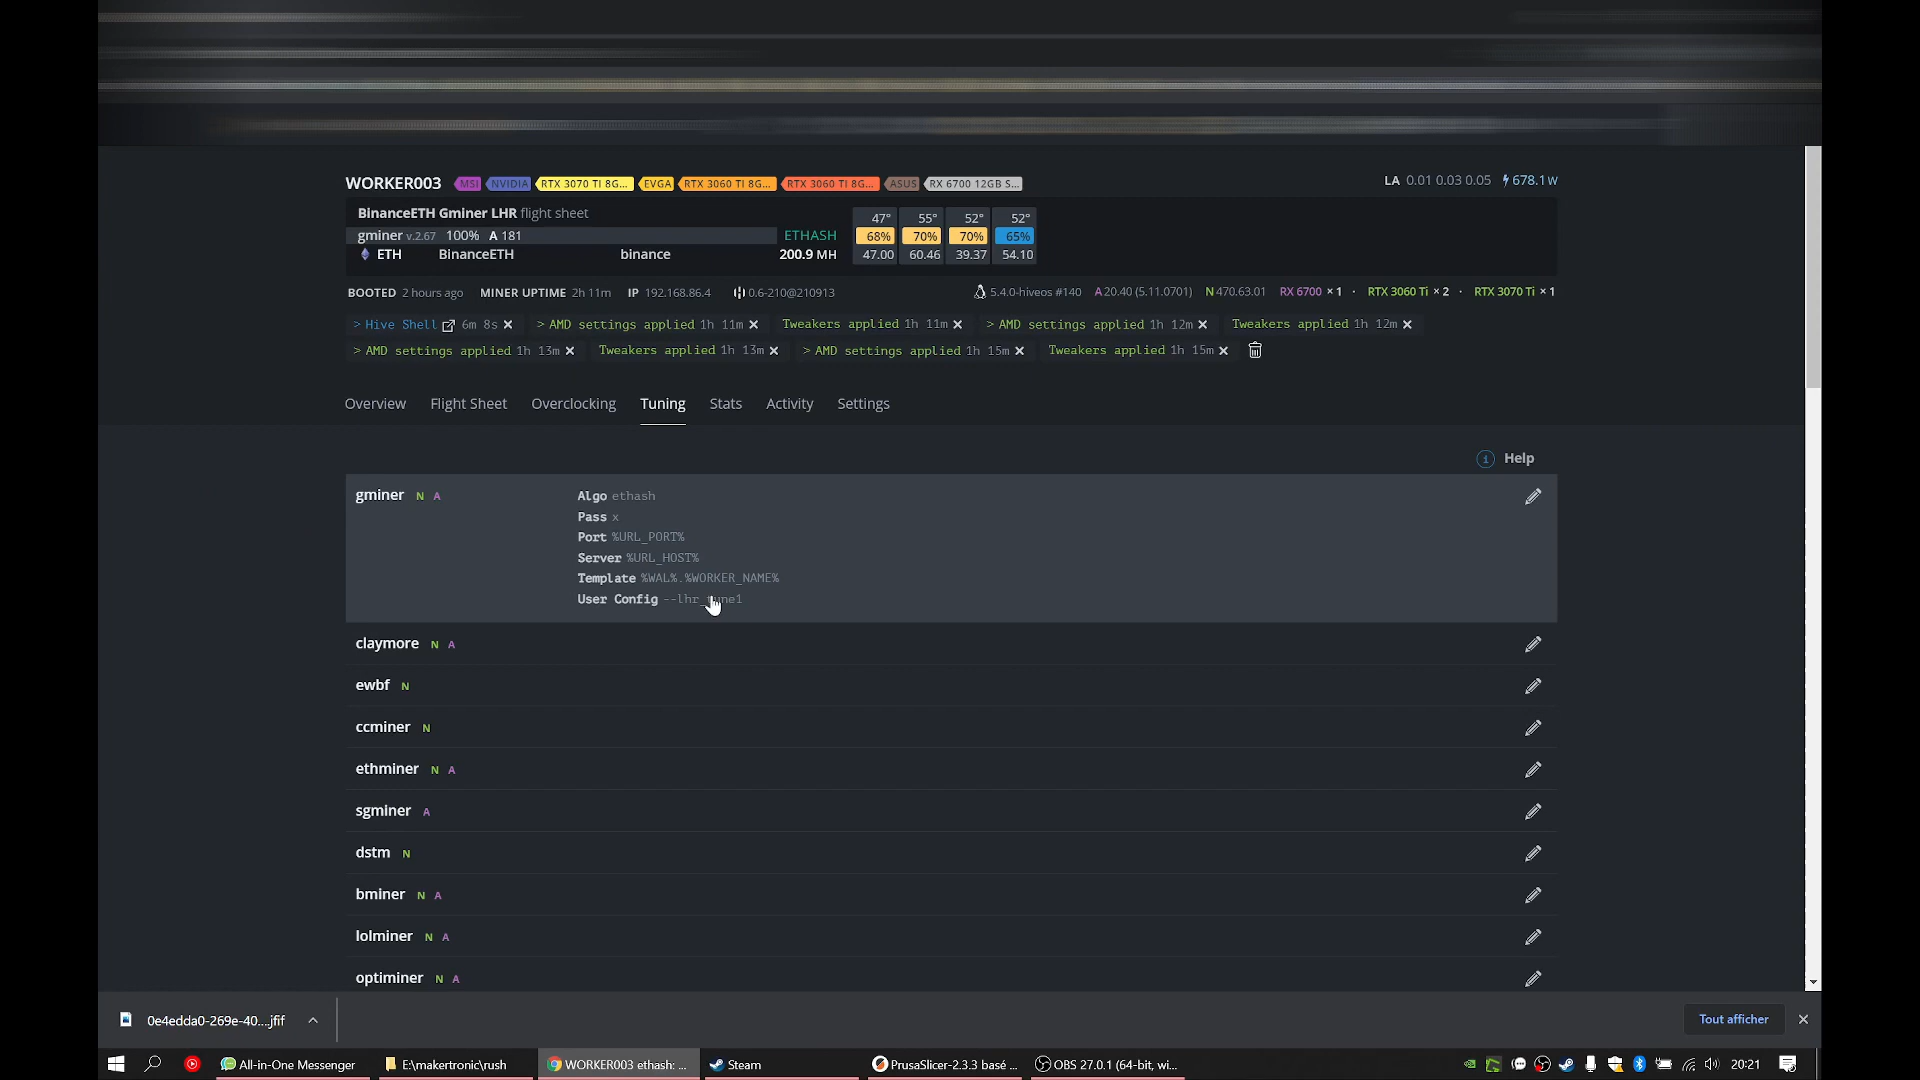 WORKER003 MSI NVIDIA RTX 3070 TI 8G... EVGA RTX 3060 TI 8G... RTX 3060 TI 8G... ASUS RX 6700 12GB S... LA 0.01 0.03 0.05 678.1 W
BinanceETH Gminer LHR flight sheet 47° 55° 52° 52°
gminer v.2.67 100% A 181 ETHASH 68% 70% 70% 65%
ETH BinanceETH binance 200.9 MH 47.00 60.46 39.37 54.10
BOOTED 2 hours ago MINER UPTIME 2h 11m IP 192.168.86.4 0.6-210@210913 5.4.0-hiveos #140 A 20.40 (5.11.0701) N 470.63.01 RX 6700 × 1 · RTX 3060 Ti × 2 · RTX 3070 Ti × 1
> Hive Shell 6m 8s × > AMD settings applied 1h 11m × Tweakers applied 1h 11m × > AMD settings applied 1h 12m × Tweakers applied 1h 12m ×
> AMD settings applied 1h 13m × Tweakers applied 1h 13m × > AMD settings applied 1h 15m × Tweakers applied 1h 15m ×
Overview Flight Sheet Overclocking Tuning Stats Activity Settings
i Help
gminer N A Algo ethash
Pass x
Port %URL_PORT%
Server %URL_HOST%
Template %WAL%.%WORKER_NAME%
User Config
claymore N A
ewbf N
ccminer N
ethminer N A
sgminer A
dstm N
bminer N A
lolminer N A
optiminer N A
0e4edda0-269e-40....jfif Tout afficher
All-in-One Messenger E:\makertronic\rush WORKER003 ethash: ... Steam PrusaSlicer-2.3.3 basé ... OBS 27.0.1 (64-bit, wi... 20:21